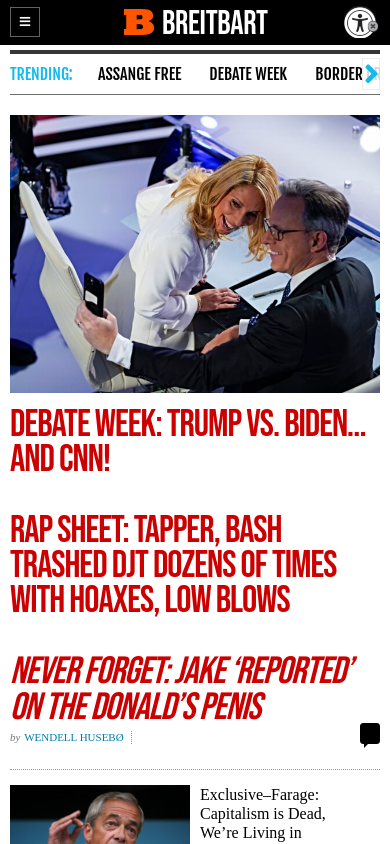 BREITBART
TRENDING: ASSANGE FREE DEBATE WEEK BORDER
DEBATE WEEK: TRUMP VS. BIDEN…
AND CNN!
RAP SHEET: TAPPER, BASH
TRASHED DJT DOZENS OF TIMES
WITH HOAXES, LOW BLOWS
NEVER FORGET: JAKE ‘REPORTED’
ON THE DONALD’S PENIS
by WENDELL HUSEBØ
Exclusive–Farage:
Capitalism is Dead,
We’re Living in